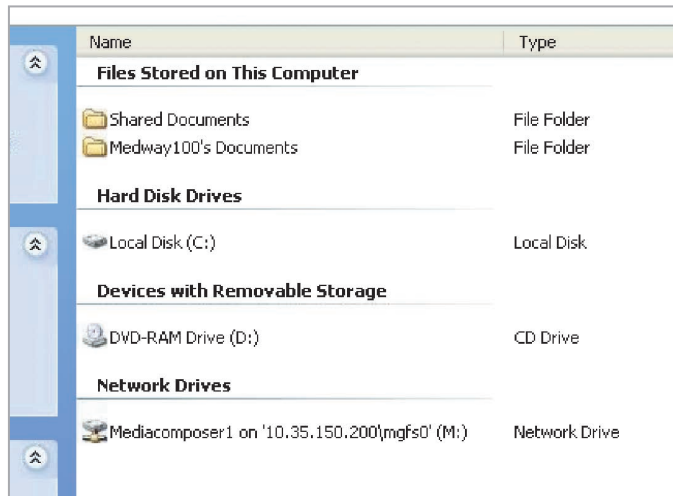 Name Type
Files Stored on This Computer
Shared Documents File Folder
Medway100's Documents File Folder
Hard Disk Drives
Local Disk (C:) Local Disk
Devices with Removable Storage
DVD-RAM Drive (D:) CD Drive
Network Drives
Mediacomposer1 on '10.35.150.200\mgfs0' (M:) Network Drive